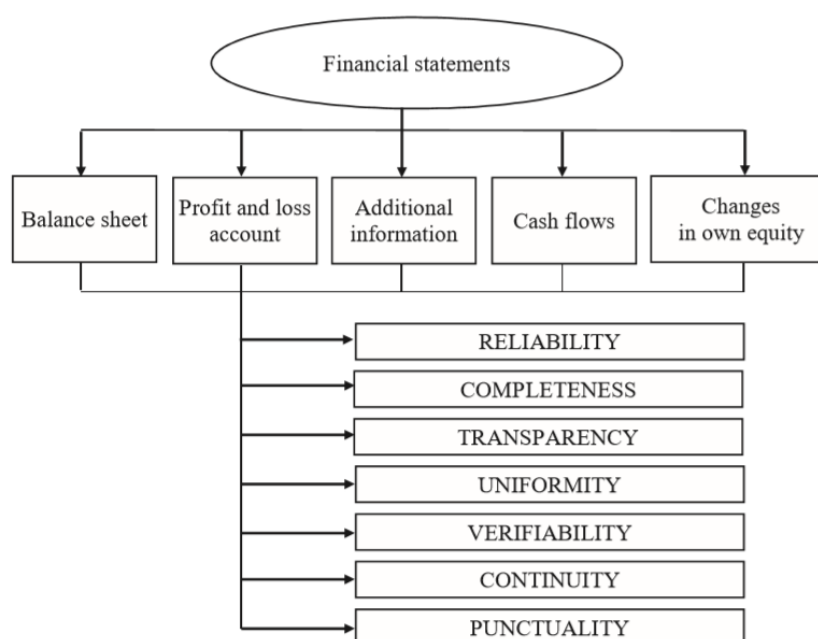 Financial statements
Balance sheet
Profit and loss
account
Additional
information
Cash flows
Changes
in own equity
RELIABILITY
COMPLETENESS
TRANSPARENCY
UNIFORMITY
VERIFIABILITY
CONTINUITY
PUNCTUALITY